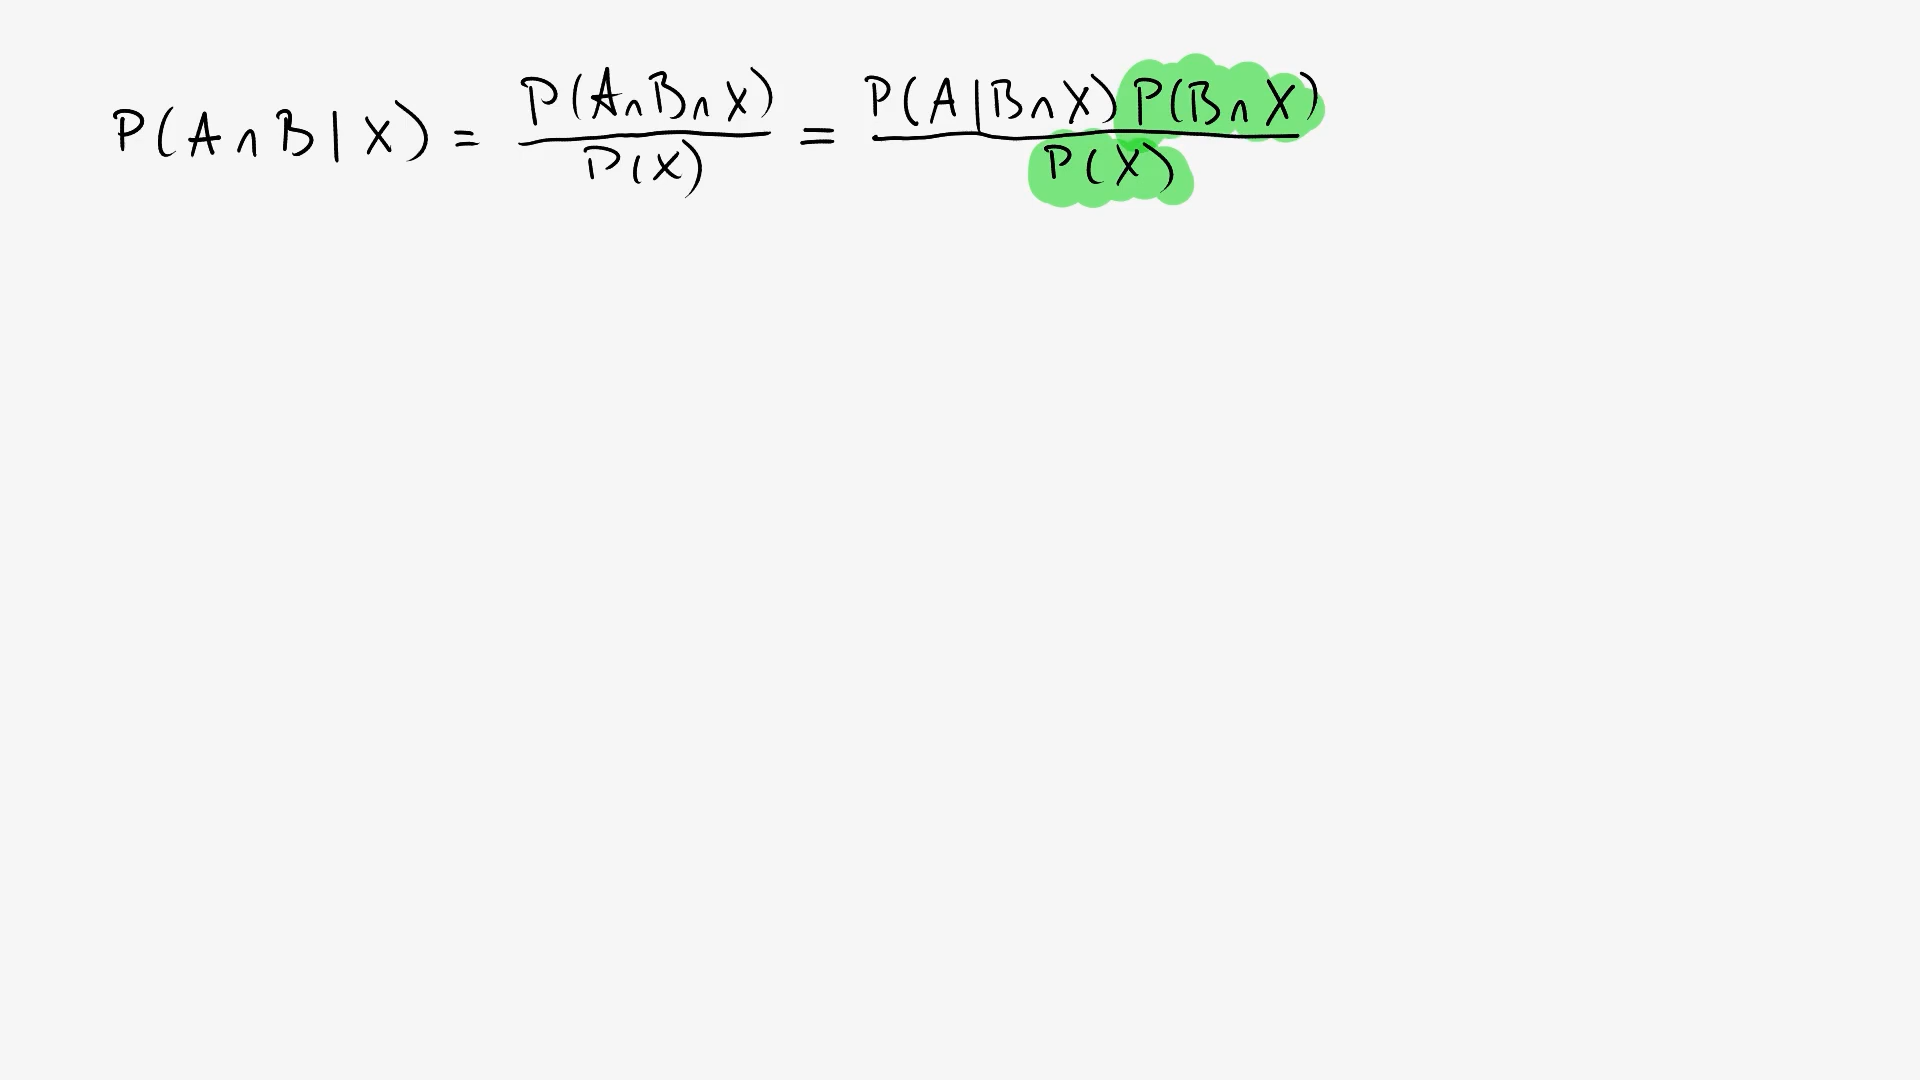 P(A∩B|X) = P(A∩B∩X) / P(X) = P(A|B∩X) P(B∩X) / P(X)